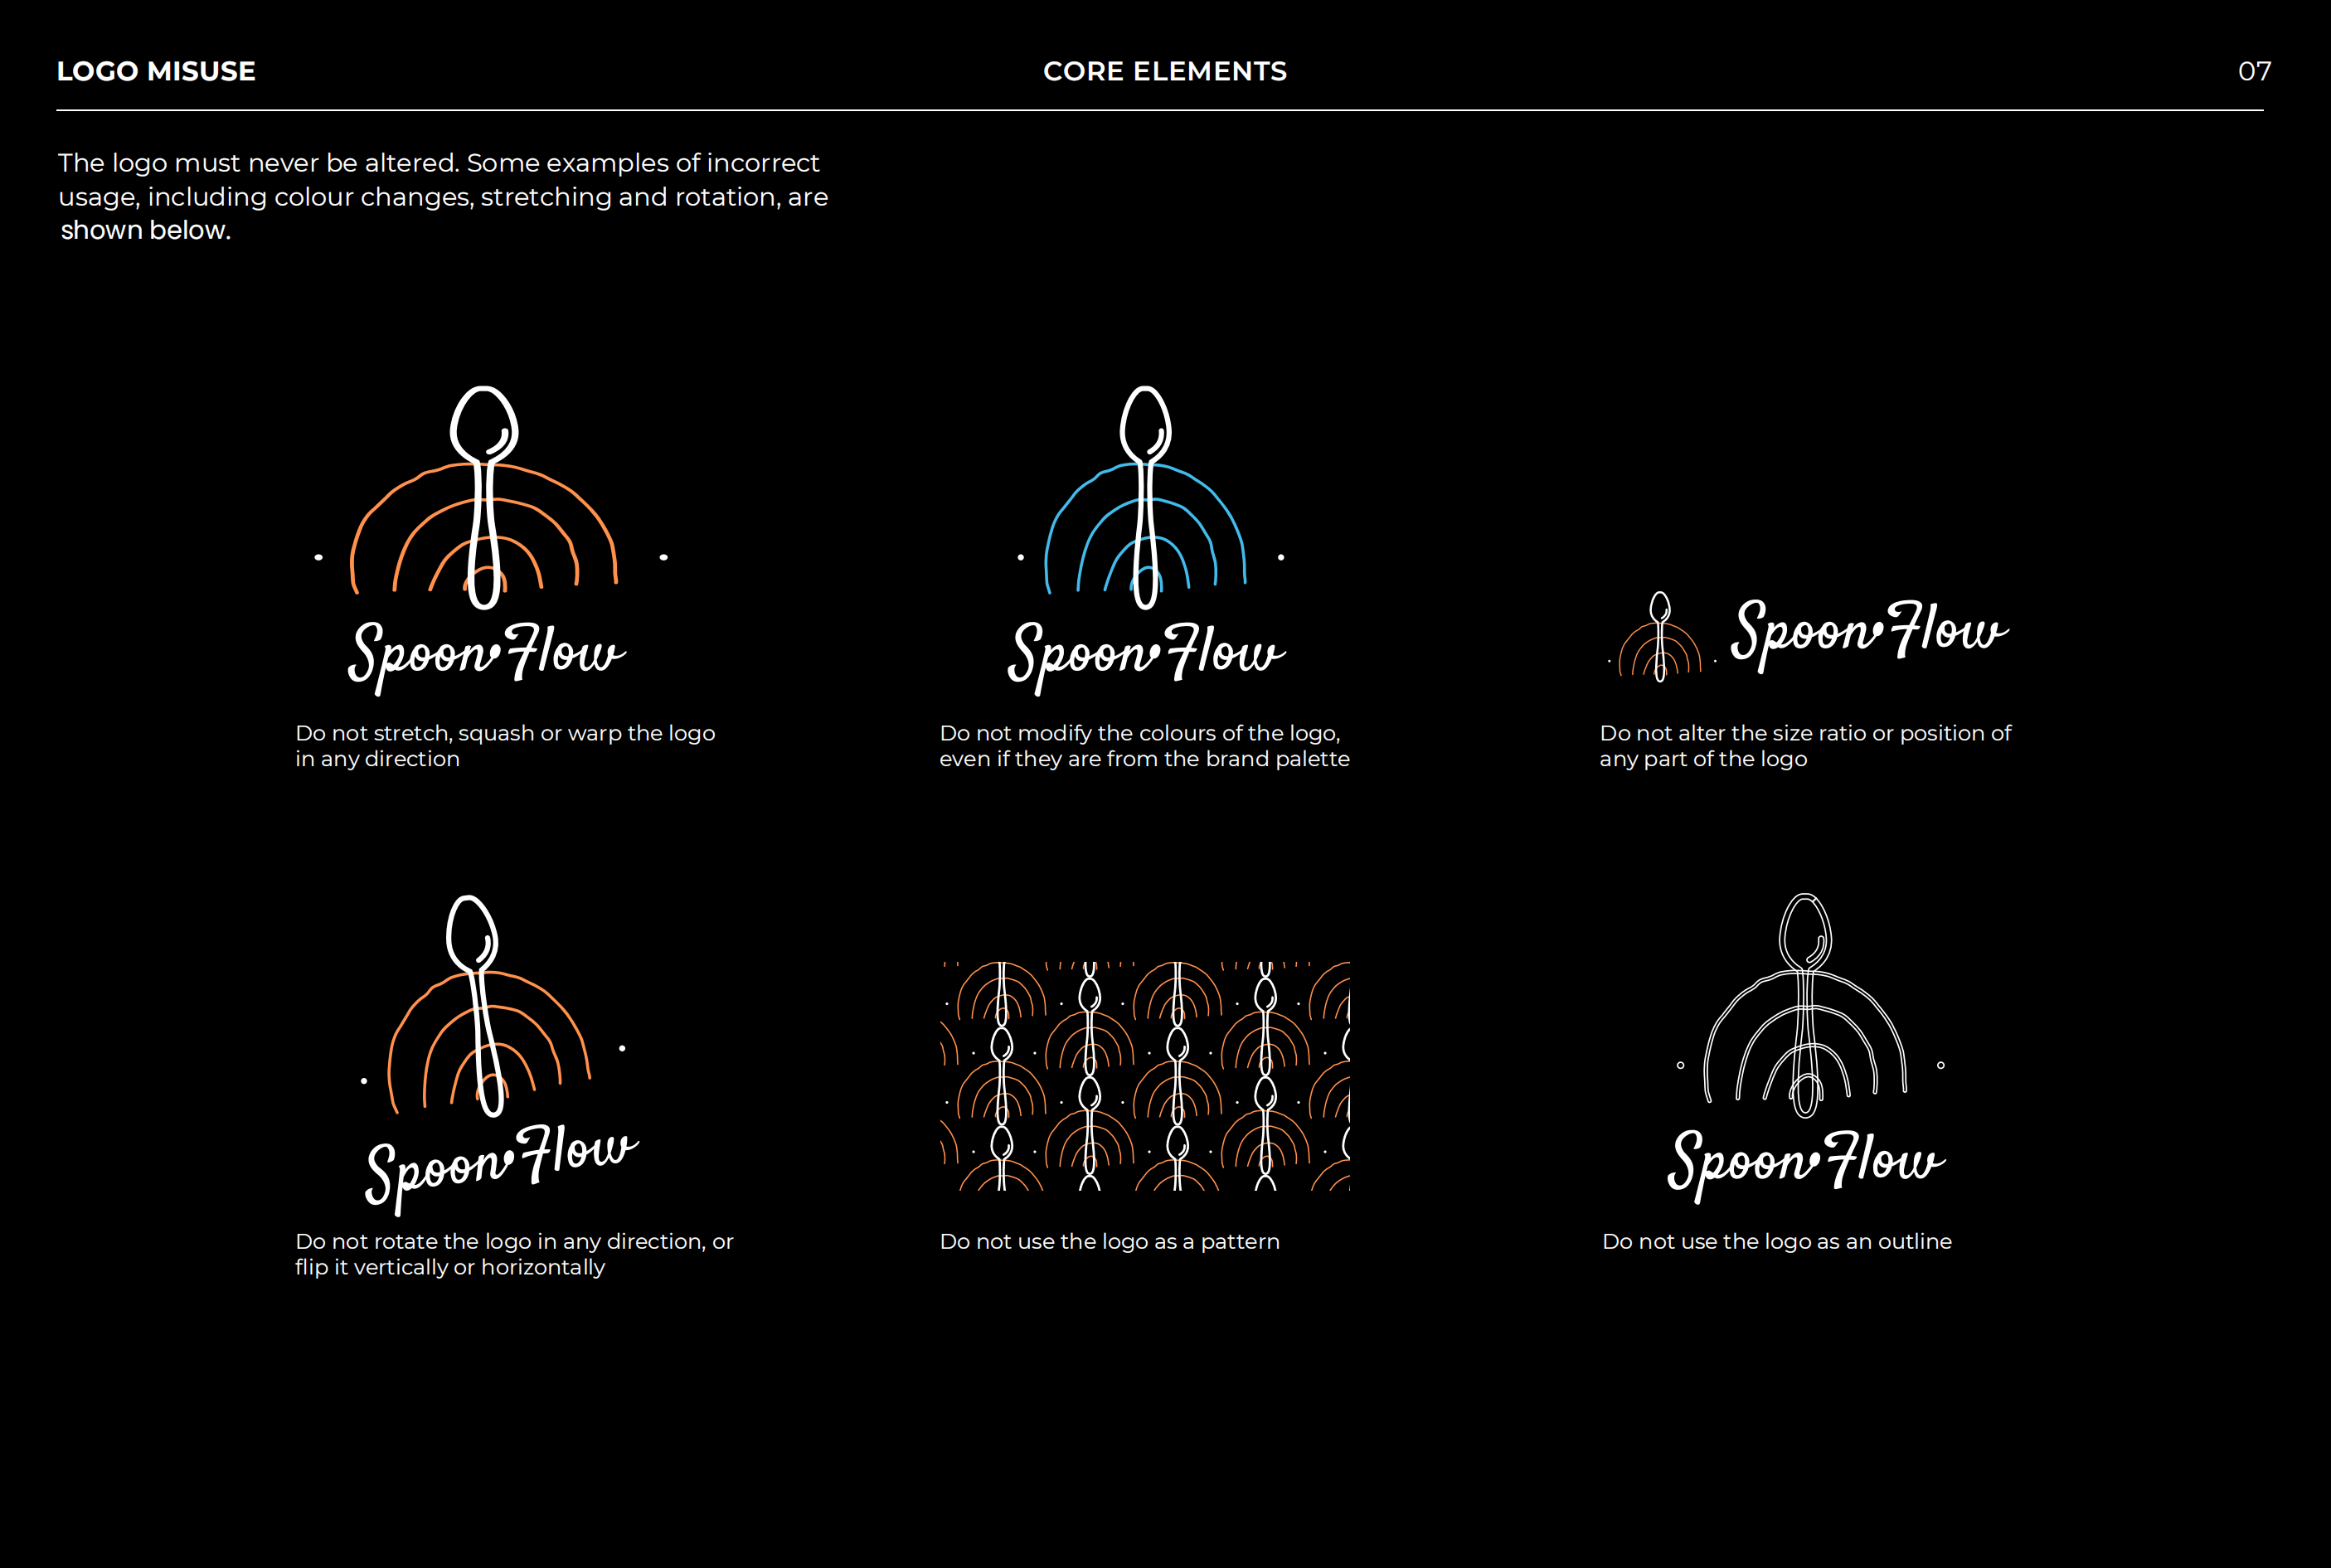 LOGO MISUSE
CORE ELEMENTS
07
The logo must never be altered. Some examples of incorrect
usage, including colour changes, stretching and rotation, are
shown below.
Spoon Flow
Do not stretch, squash or warp the logo
in any direction
Spoon Flow
Do not modify the colours of the logo,
even if they are from the brand palette
Spoon Flow
Do not alter the size ratio or position of
any part of the logo
Spoon Flow
Do not rotate the logo in any direction, or
flip it vertically or horizontally
Do not use the logo as a pattern
Spoon Flow
Do not use the logo as an outline